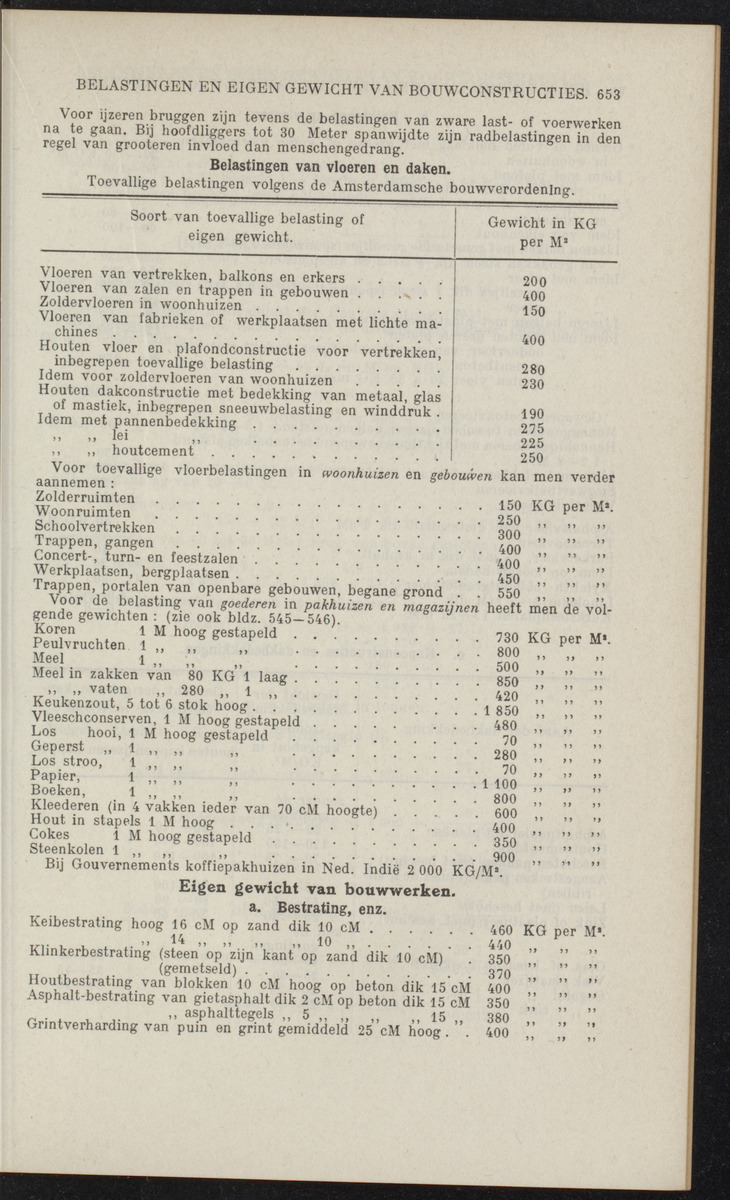 BELASTINGEN EN EIGEN GEWICHT VAN BOUWCONSTRUCTIES. 653
Voor ijzeren bruggen zijn tevens de belastingen van zware last- of voerwerken
na te gaan. Bij hoofdliggers tot 30 Meter spanwijdte zijn radbelastingen in den
regel van grooteren invloed dan menschengedrang.
Belastingen van vloeren en daken.
Toevallige belastingen volgens de Amsterdamsche bouwverordening.
Soort van toevallige belasting of
eigen gewicht.
Gewicht in KG
per M²
Vloeren van vertrekken, balkons en erkers . . . . . 200
Vloeren van zalen en trappen in gebouwen . . . . . 400
Zoldervloeren in woonhuizen . . . . . . . . . 150
Vloeren van fabrieken of werkplaatsen met lichte ma-
chines . . . . . . . . . . . . . . . 400
Houten vloer en plafondconstructie voor vertrekken,
inbegrepen toevallige belasting . . . . . . . 280
Idem voor zoldervloeren van woonhuizen . . . . . 230
Houten dakconstructie met bedekking van metaal, glas
of mastiek, inbegrepen sneeuwbelasting en winddruk . 190
Idem met pannenbedekking . . . . . . . . . 275
„ „ lei „ . . . . . . . . . 225
„ „ houtcement . . . . . . . . . . 250
Voor toevallige vloerbelastingen in woonhuizen en gebouwen kan men verder
aannemen :
Zolderruimten . . . . . . . . . . . . . . . 150 KG per M².
Woonruimten . . . . . . . . . . . . . . . 250 „ „ „
Schoolvertrekken . . . . . . . . . . . . . . 300 „ „ „
Trappen, gangen . . . . . . . . . . . . . . 400 „ „ „
Concert-, turn- en feestzalen . . . . . . . . . . 400 „ „ „
Werkplaatsen, bergplaatsen . . . . . . . . . . . 450 „ „ „
Trappen, portalen van openbare gebouwen, begane grond . . 550 „ „ „
Voor de belasting van goederen in pakhuizen en magazijnen heeft men de vol-
gende gewichten : (zie ook bldz. 545—546).
Koren 1 M hoog gestapeld . . . . . . . . . . 730 KG per M².
Peulvruchten 1 „ „ „ . . . . . . . . . . 800 „ „ „
Meel 1 „ „ „ . . . . . . . . . . 500 „ „ „
Meel in zakken van 80 KG 1 laag . . . . . . . . . 850 „ „ „
„ „ vaten „ 280 „ 1 „ . . . . . . . . . 420 „ „ „
Keukenzout, 5 tot 6 stok hoog . . . . . . . . . . 1 850 „ „ „
Vleeschconserven, 1 M hoog gestapeld . . . . . . . . 480 „ „ „
Los hooi, 1 M hoog gestapeld . . . . . . . . . 70 „ „ „
Geperst „ 1 „ „ „ . . . . . . . . . 280 „ „ „
Los stroo, 1 „ „ „ . . . . . . . . . 70 „ „ „
Papier, 1 „ „ „ . . . . . . . . . 1 100 „ „ „
Boeken, 1 „ „ „ . . . . . . . . . 800 „ „ „
Kleederen (in 4 vakken ieder van 70 cM hoogte) . . . . . 600 „ „ „
Hout in stapels 1 M hoog . . . . . . . . . . . 400 „ „ „
Cokes 1 M hoog gestapeld . . . . . . . . . . 350 „ „ „
Steenkolen 1 „ „ „ . . . . . . . . . . 900 „ „ „
Bij Gouvernements koffiepakhuizen in Ned. Indië 2 000 KG/M².
Eigen gewicht van bouwwerken.
a. Bestrating, enz.
Keibestrating hoog 16 cM op zand dik 10 cM . . . . . . 460 KG per M².
„ 14 „ „ „ „ 10 „ . . . . . . 440 „ „ „
Klinkerbestrating (steen op zijn kant op zand dik 10 cM) . 350 „ „ „
(gemetseld) . . . . . . . . . . . 370 „ „ „
Houtbestrating van blokken 10 cM hoog op beton dik 15 cM 400 „ „ „
Asphalt-bestrating van gietasphalt dik 2 cM op beton dik 15 cM 350 „ „ „
„ asphalttegels „ 5 „ „ „ „ 15 „ 380 „ „ „
Grintverharding van puin en grint gemiddeld 25 cM hoog . . . 400 „ „ „